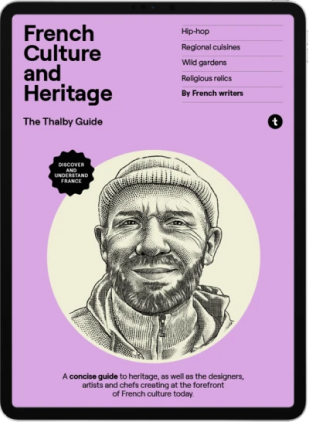 French
Culture
and
Heritage
Hip-hop
Regional cuisines
Wild gardens
Religious relics
By French writers
The Thalby Guide
t
DISCOVER
AND
UNDERSTAND
FRANCE
A concise guide to heritage, as well as the designers,
artists and chefs creating at the forefront
of French culture today.